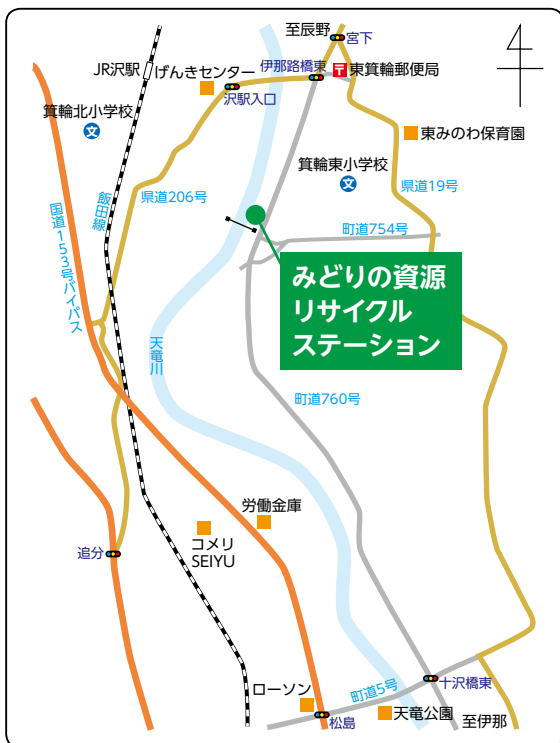 至辰野
宮下
JR沢駅
げんきセンター
伊那路橋東
東箕輪郵便局
沢駅入口
箕輪北小学校
文
東みのわ保育園
箕輪東小学校
文
県道206号
県道19号
飯田線
国道153号バイパス
町道754号
みどりの資源
リサイクル
ステーション
天竜川
町道760号
労働金庫
コメリ
SEIYU
追分
ローソン
町道5号
十沢橋東
松島
天竜公園
至伊那